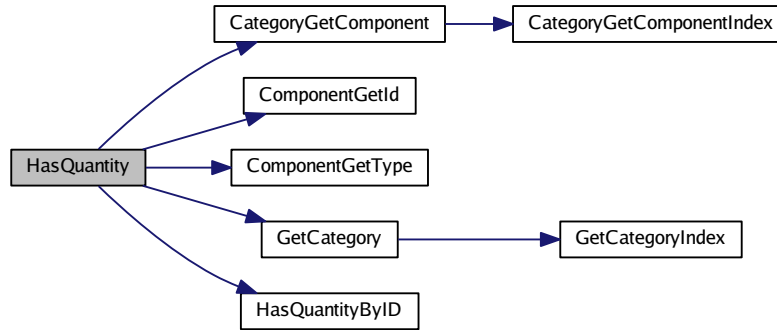 CategoryGetComponent
CategoryGetComponentIndex
ComponentGetId
HasQuantity
ComponentGetType
GetCategory
GetCategoryIndex
HasQuantityByID